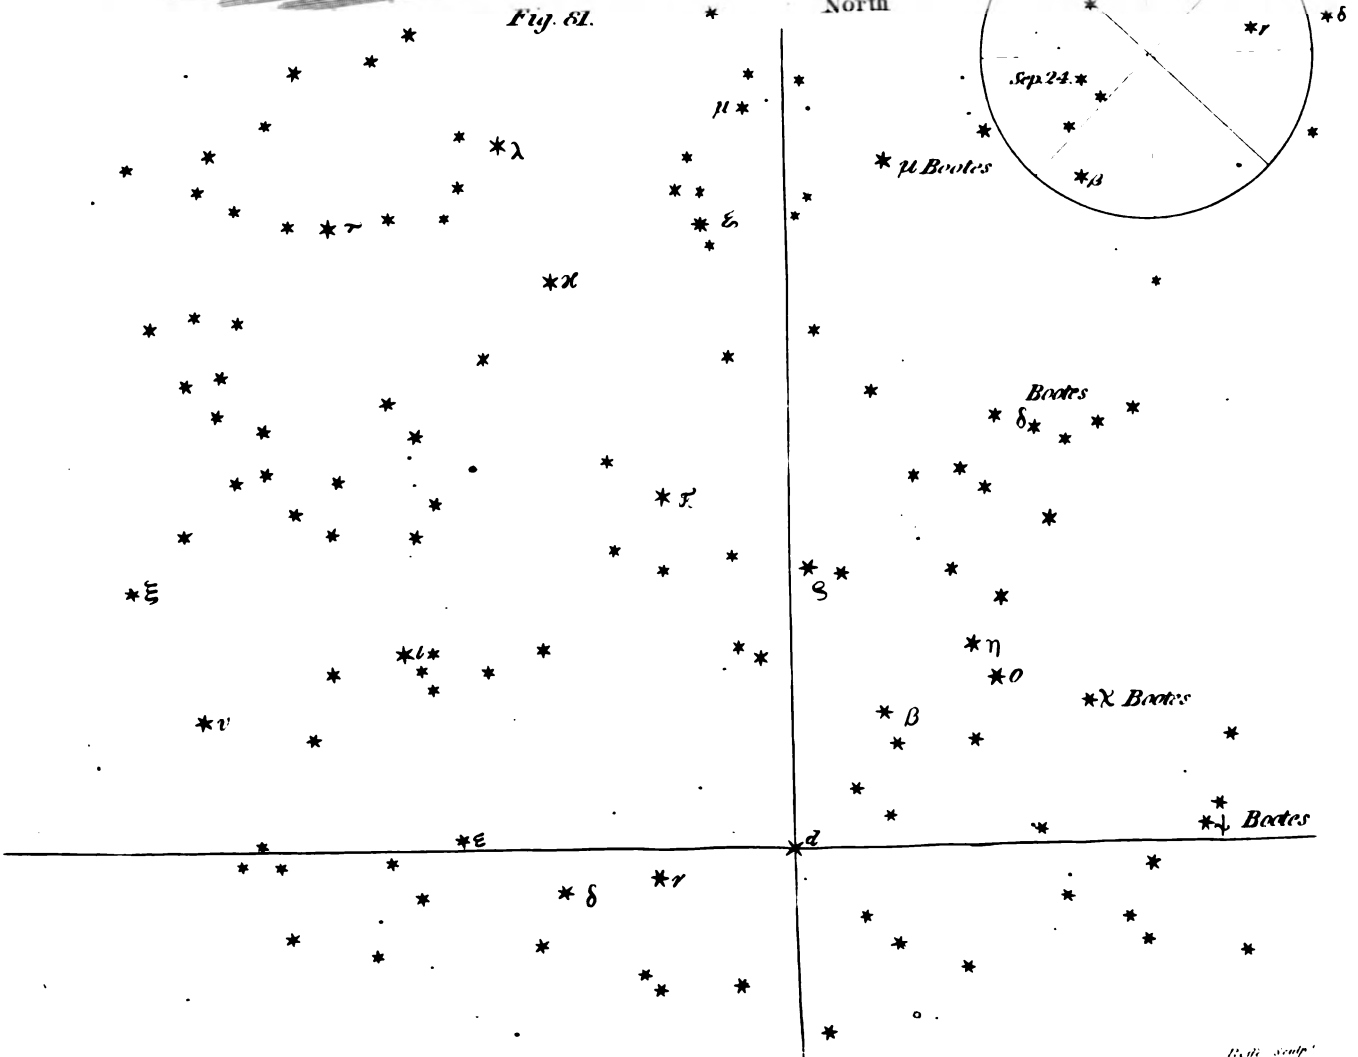 Fig. 81.
North
δ
γ
Sep. 24.
μ
λ
μ Bootes
β
ξ
τ
ϰ
Bootes
δ
F.
ς
ξ
ι
η
ο
χ Bootes
β
υ
Bootes
d
ε
γ
δ